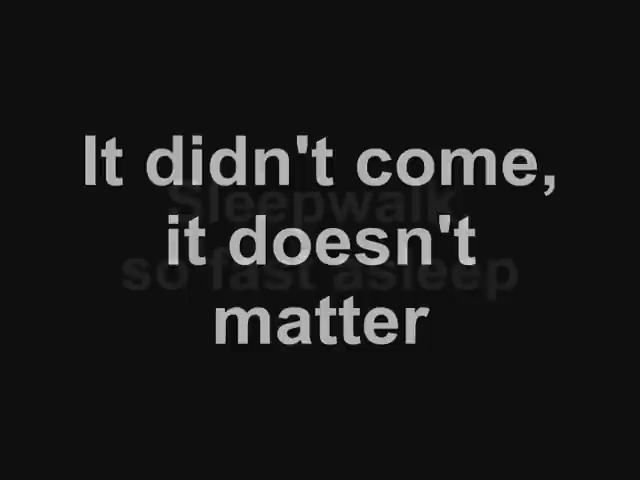 It didn't come,
it doesn't
matter
Sleepwalk
so fast asleep